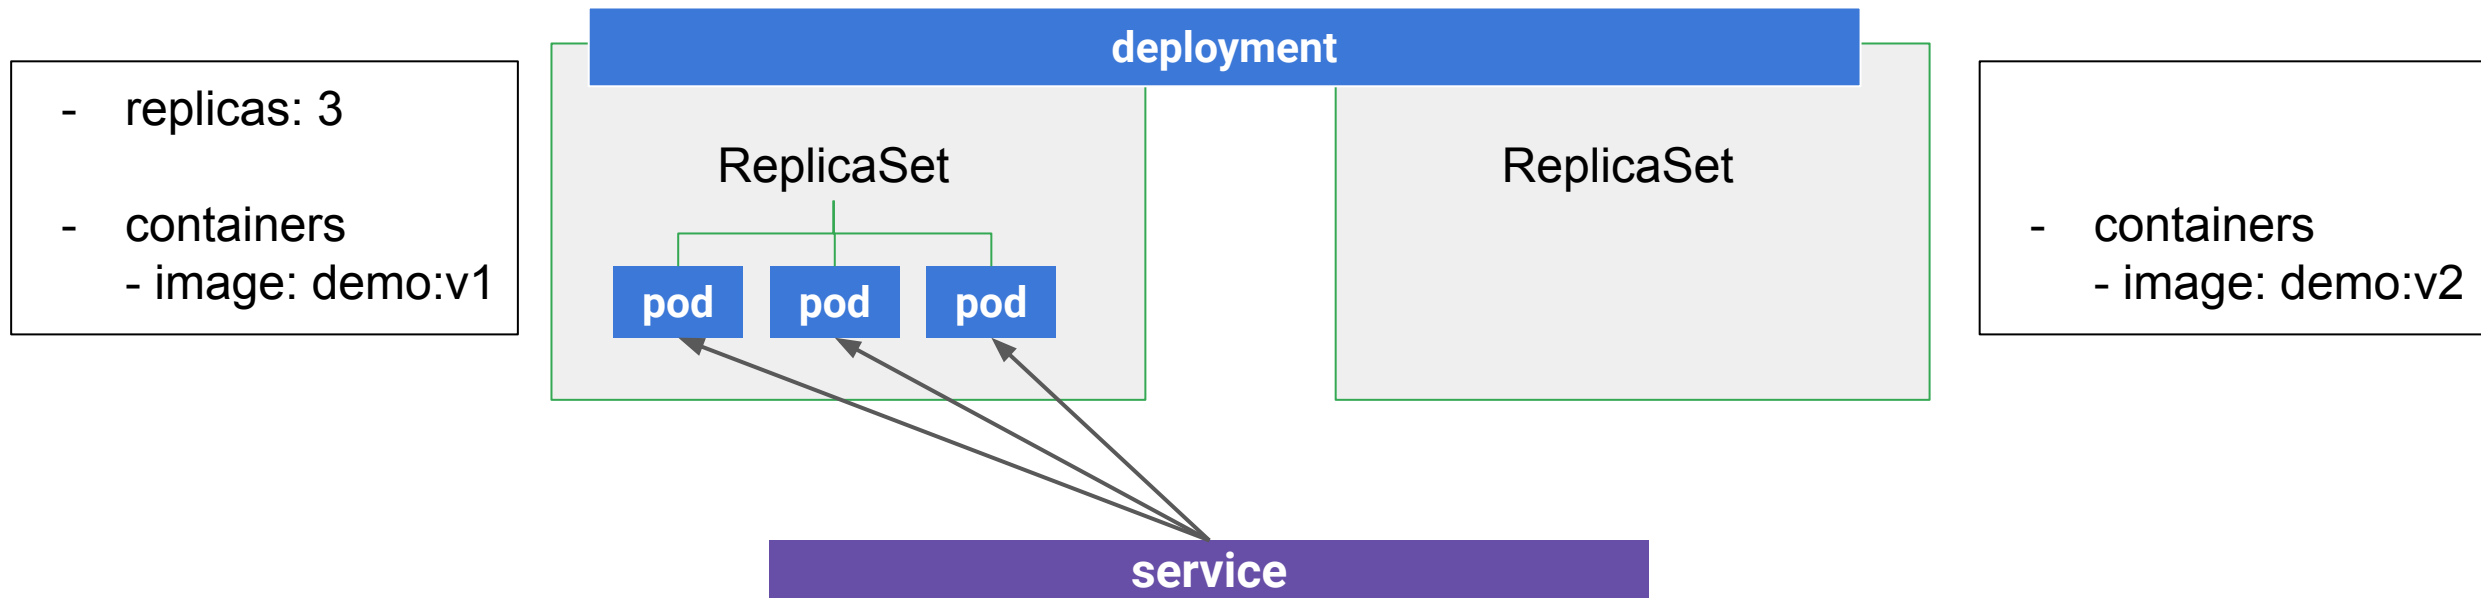 deployment
- replicas: 3
- containers
- image: demo:v1
ReplicaSet
pod pod pod
ReplicaSet
- containers
- image: demo:v2
service